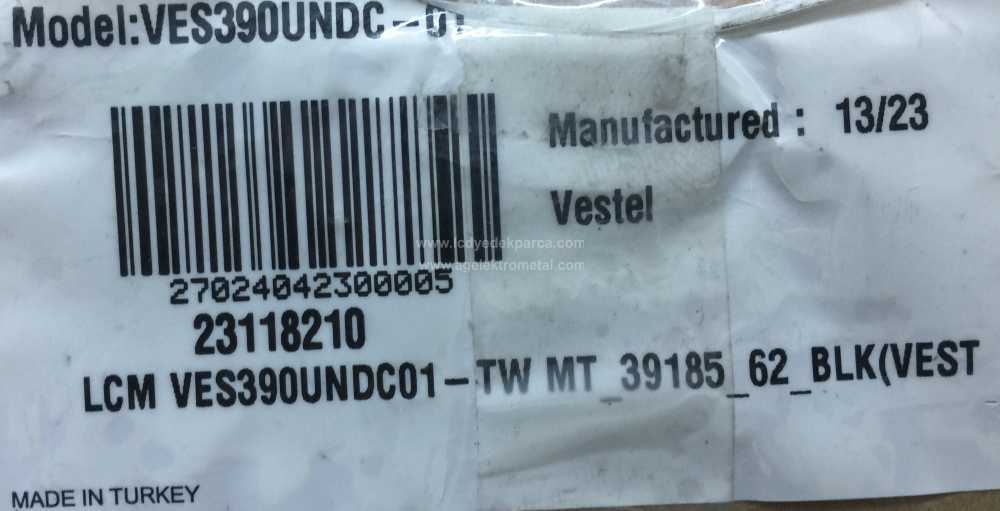 Model:VES390UNDC-01
Manufactured : 13/23
Vestel
www.lcdyedekparca.com
www.agelektrometal.com
27024042300005
23118210
LCM VES390UNDC01-TW MT_39185_62_BLK(VEST
MADE IN TURKEY